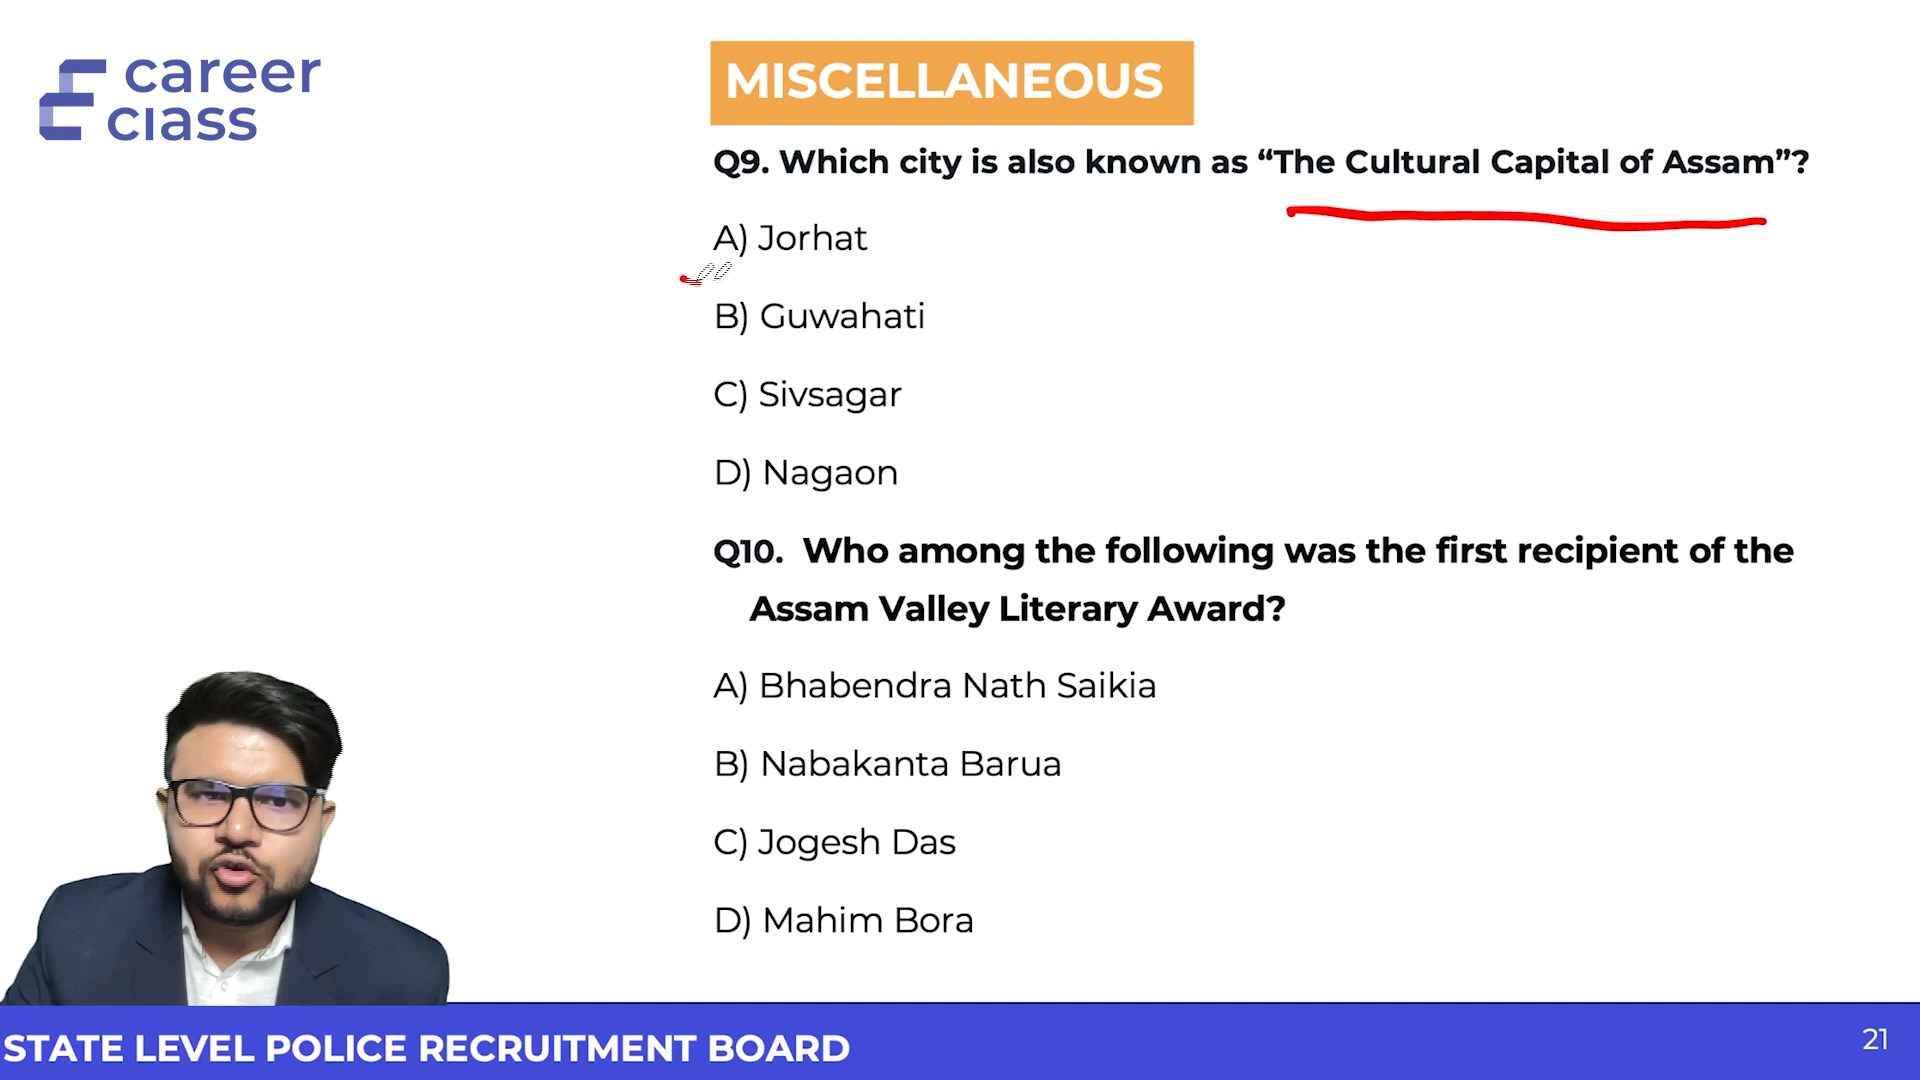 career
class
MISCELLANEOUS
Q9. Which city is also known as “The Cultural Capital of Assam”?
A) Jorhat
B) Guwahati
C) Sivsagar
D) Nagaon
Q10. Who among the following was the first recipient of the
Assam Valley Literary Award?
A) Bhabendra Nath Saikia
B) Nabakanta Barua
C) Jogesh Das
D) Mahim Bora
STATE LEVEL POLICE RECRUITMENT BOARD
21